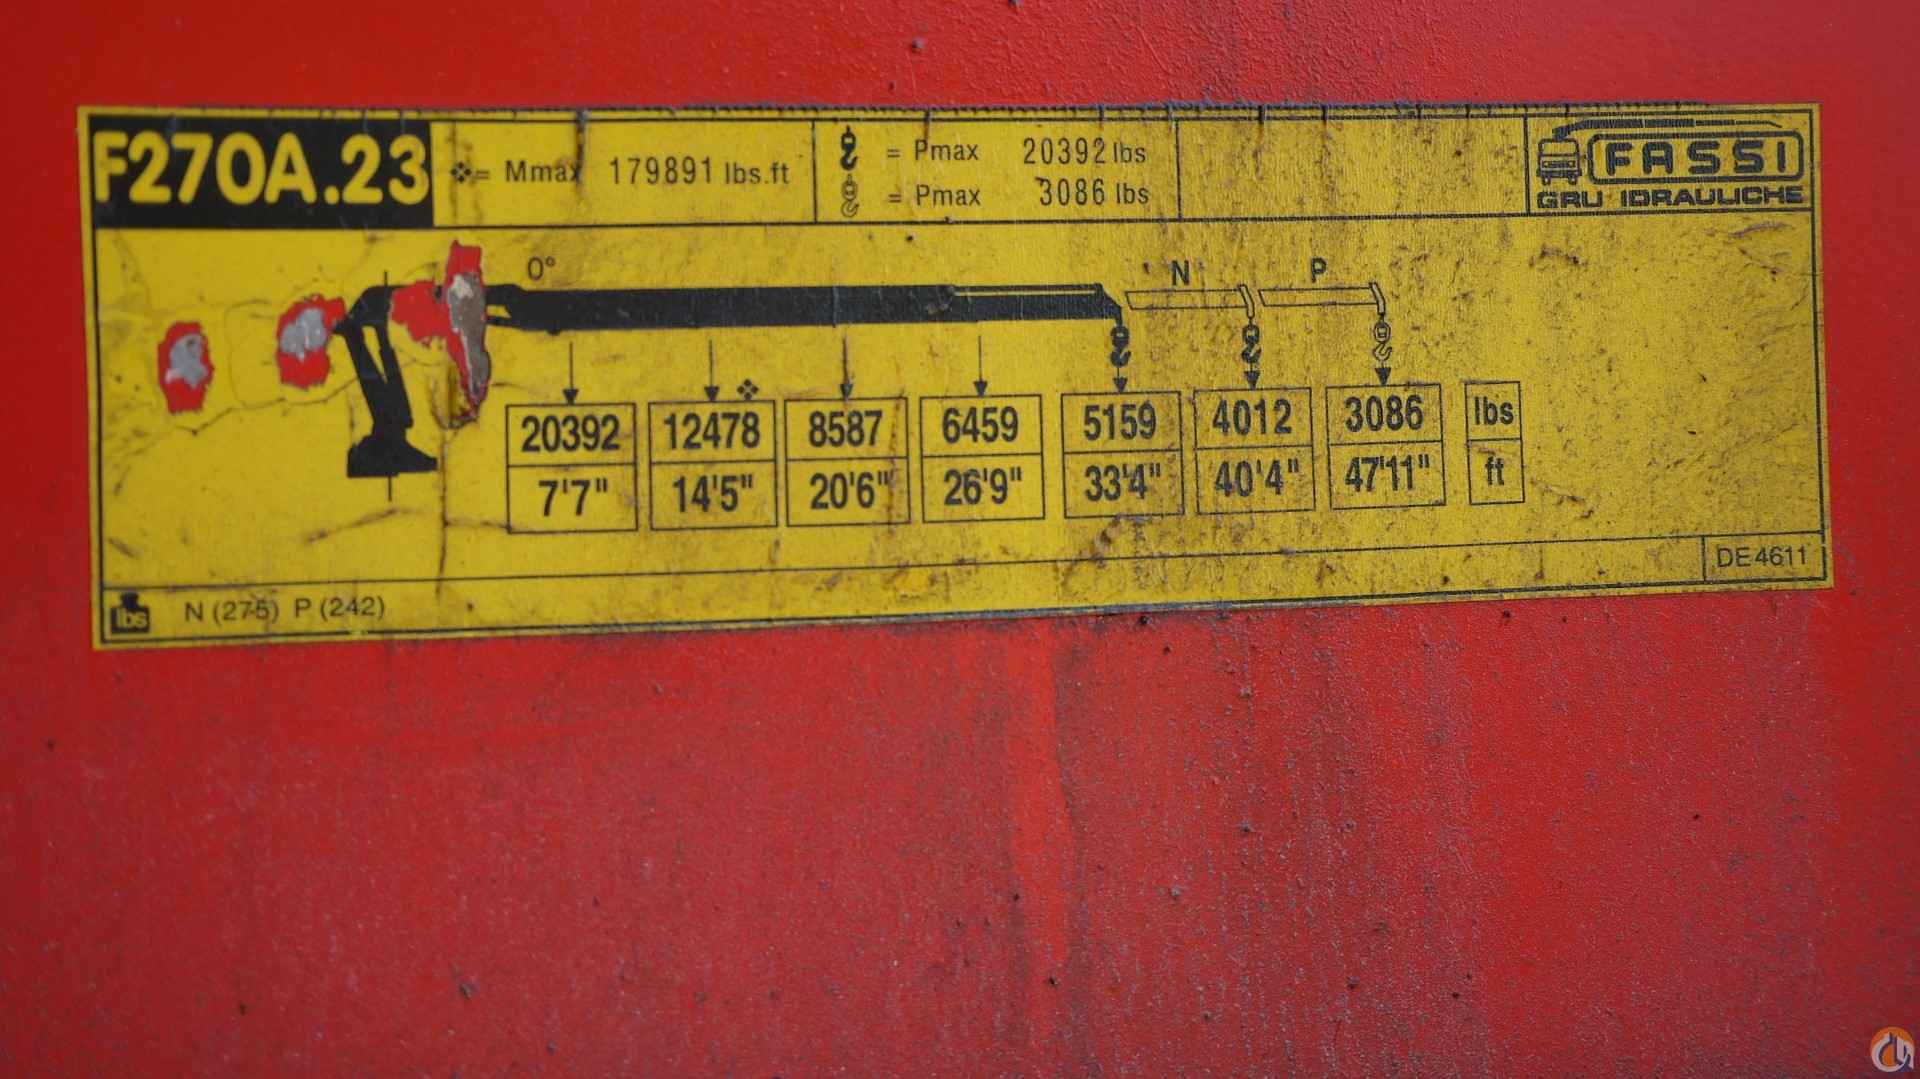 F270A.23
= Mmax 179891 lbs.ft
= Pmax 20392 lbs
= Pmax 3086 lbs
FASSI
GRU IDRAULICHE
0°
N P
20392 12478 8587 6459 5159 4012 3086 lbs
7'7" 14'5" 20'6" 26'9" 33'4" 40'4" 47'11" ft
DE4611
lbs N (275) P (242)